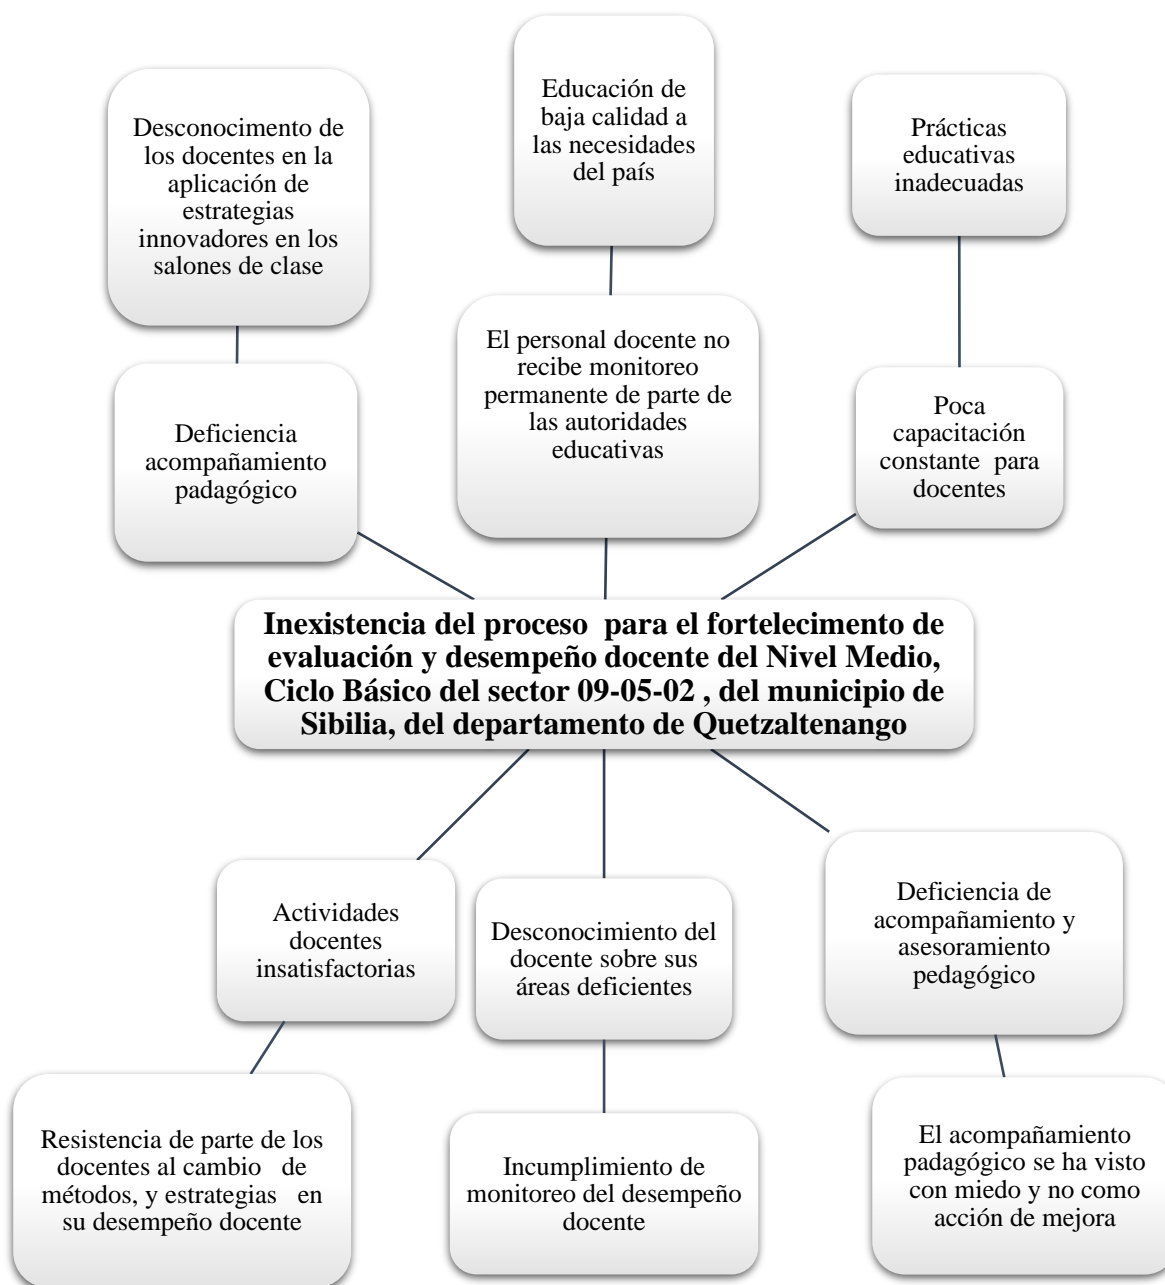 Desconocimento de
los docentes en la
aplicación de
estrategias
innovadores en los
salones de clase
Educación de
baja calidad a
las necesidades
del país
Prácticas
educativas
inadecuadas
Deficiencia
acompañamiento
padagógico
El personal docente no
recibe monitoreo
permanente de parte de
las autoridades
educativas
Poca
capacitación
constante para
docentes
Inexistencia del proceso para el fortelecimento de
evaluación y desempeño docente del Nivel Medio,
Ciclo Básico del sector 09-05-02 , del municipio de
Sibilia, del departamento de Quetzaltenango
Actividades
docentes
insatisfactorias
Desconocimiento del
docente sobre sus
áreas deficientes
Deficiencia de
acompañamiento y
asesoramiento
pedagógico
Resistencia de parte de los
docentes al cambio de
métodos, y estrategias en
su desempeño docente
Incumplimiento de
monitoreo del desempeño
docente
El acompañamiento
padagógico se ha visto
con miedo y no como
acción de mejora